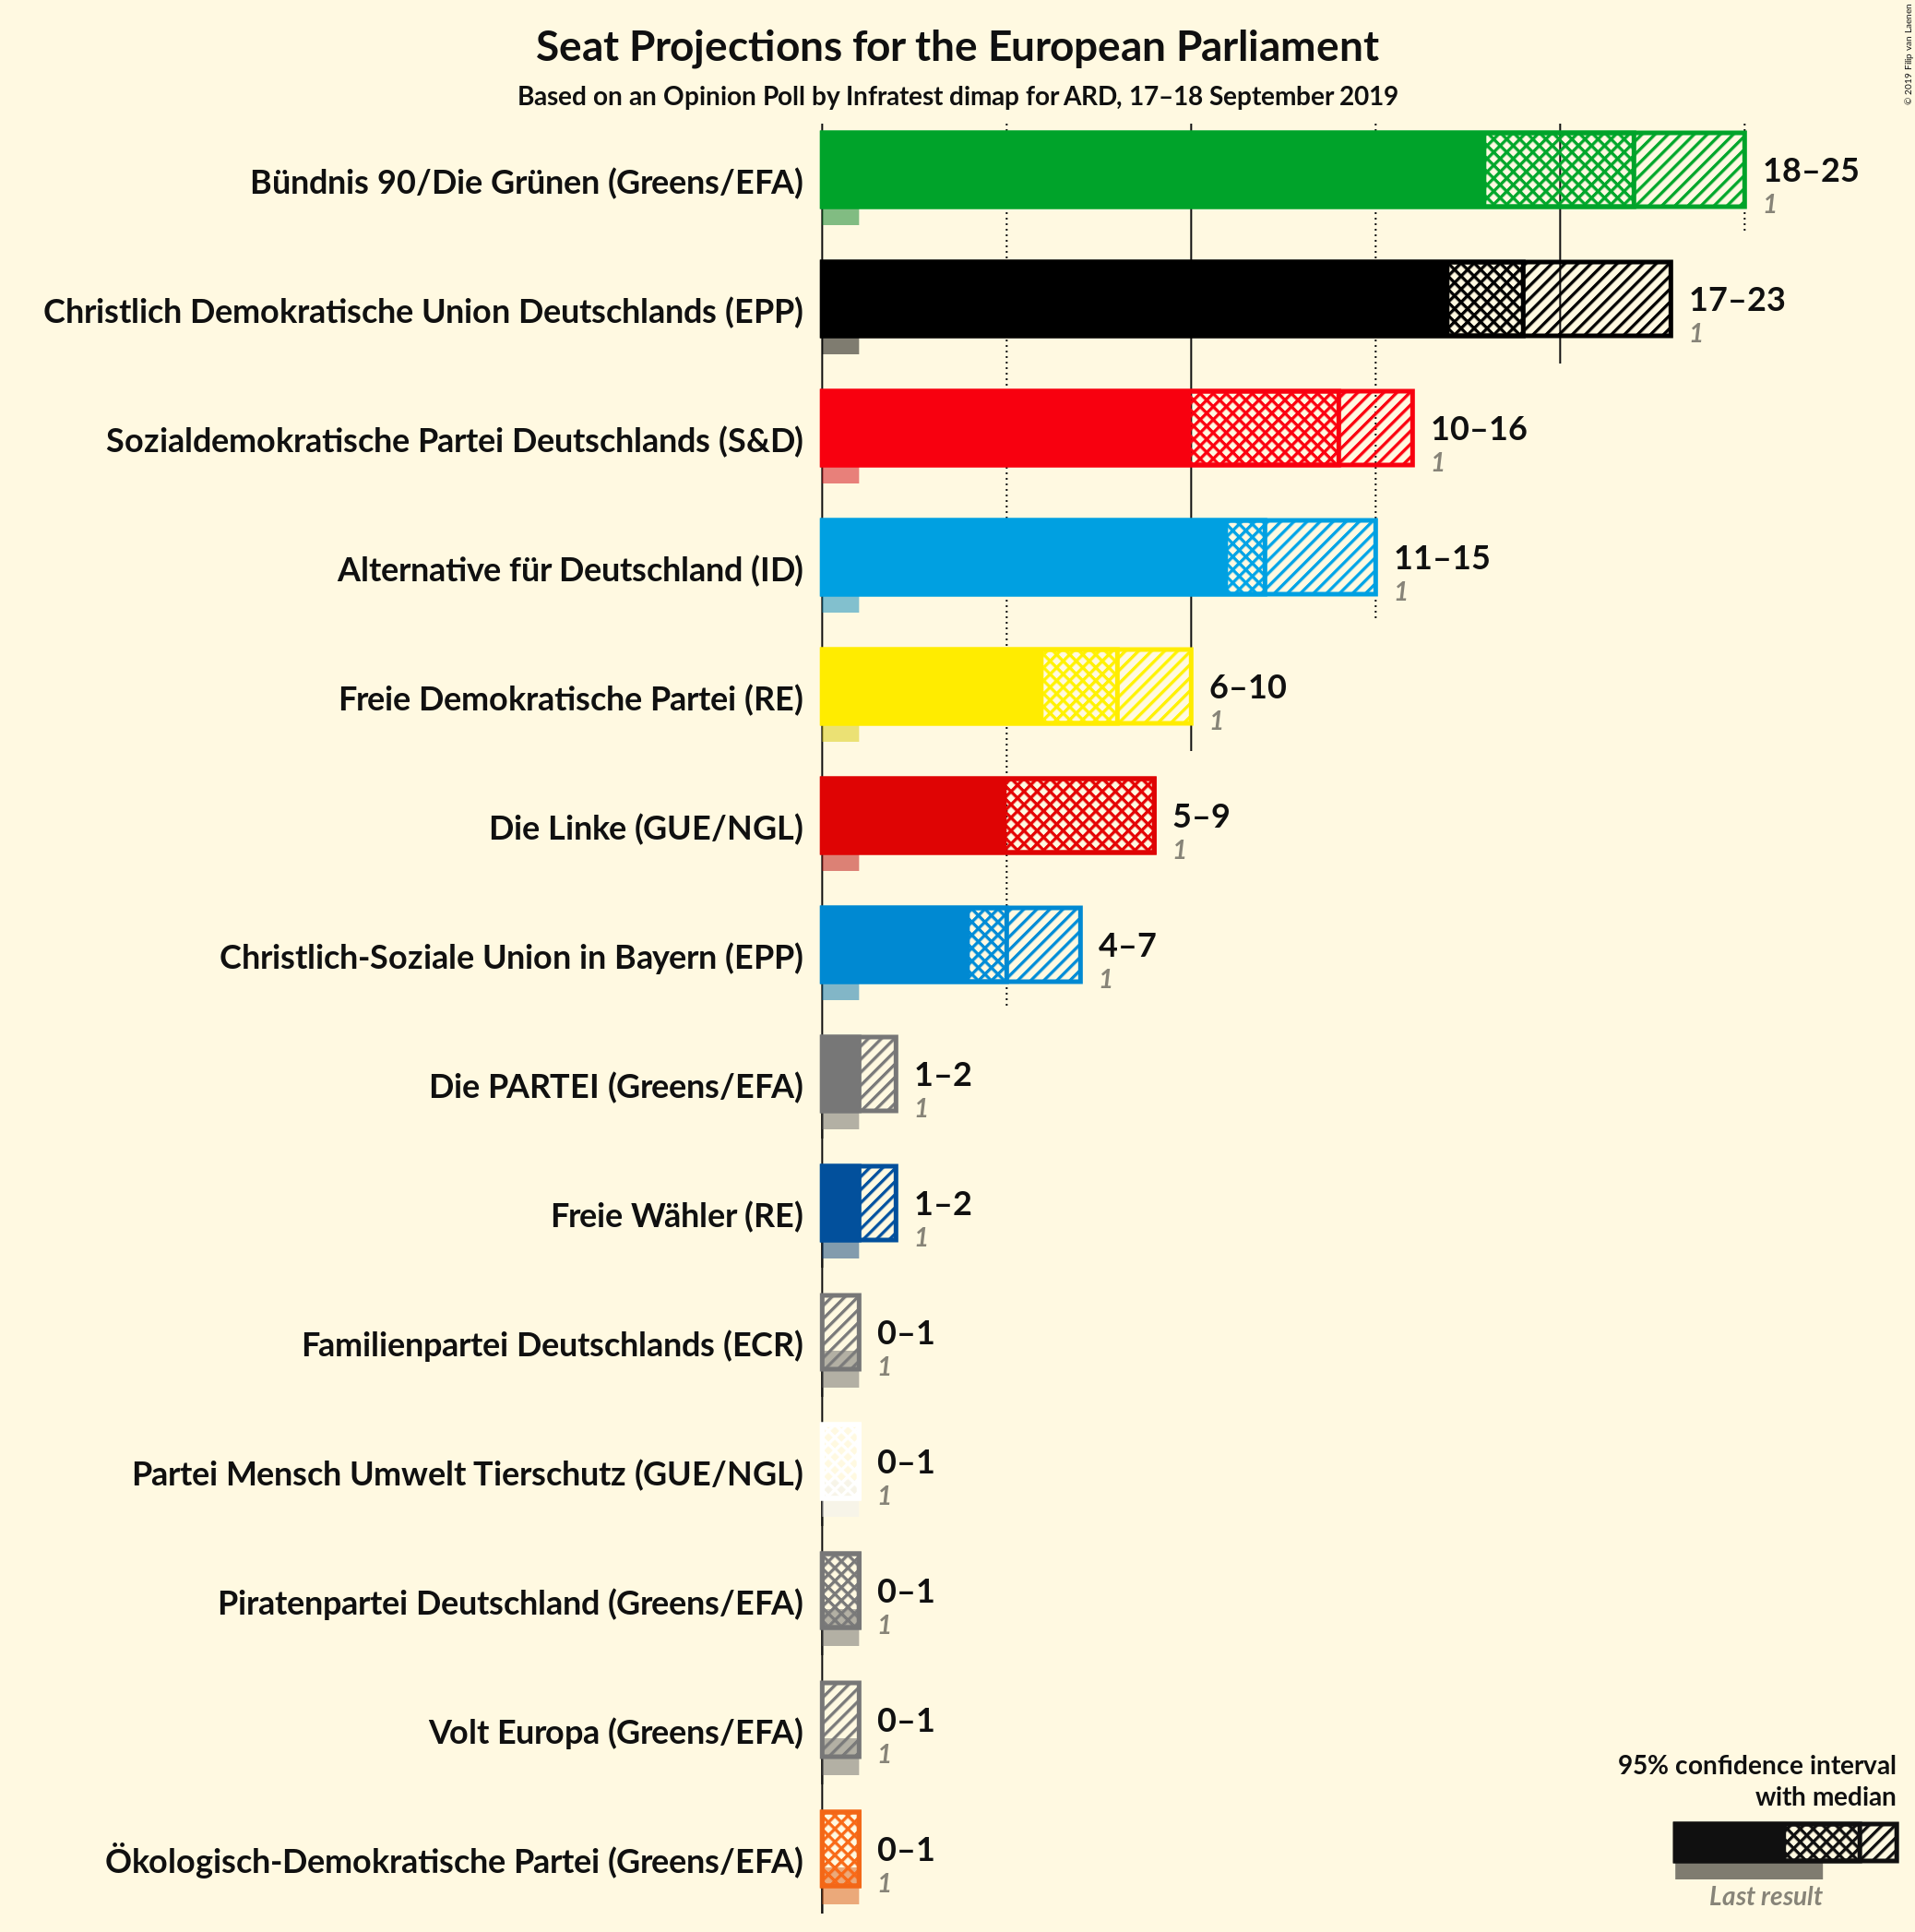 © 2019 Filip van Laenen
Seat Projections for the European Parliament
Based on an Opinion Poll by Infratest dimap for ARD, 17–18 September 2019
Bündnis 90/Die Grünen (Greens/EFA)
18–25
1
Christlich Demokratische Union Deutschlands (EPP)
17–23
1
Sozialdemokratische Partei Deutschlands (S&D)
10–16
1
Alternative für Deutschland (ID)
11–15
1
Freie Demokratische Partei (RE)
6–10
1
Die Linke (GUE/NGL)
5–9
1
Christlich-Soziale Union in Bayern (EPP)
4–7
1
Die PARTEI (Greens/EFA)
1–2
1
Freie Wähler (RE)
1–2
1
Familienpartei Deutschlands (ECR)
0–1
1
Partei Mensch Umwelt Tierschutz (GUE/NGL)
0–1
1
Piratenpartei Deutschland (Greens/EFA)
0–1
1
Volt Europa (Greens/EFA)
0–1
1
Ökologisch-Demokratische Partei (Greens/EFA)
0–1
1
95% confidence interval
with median
Last result